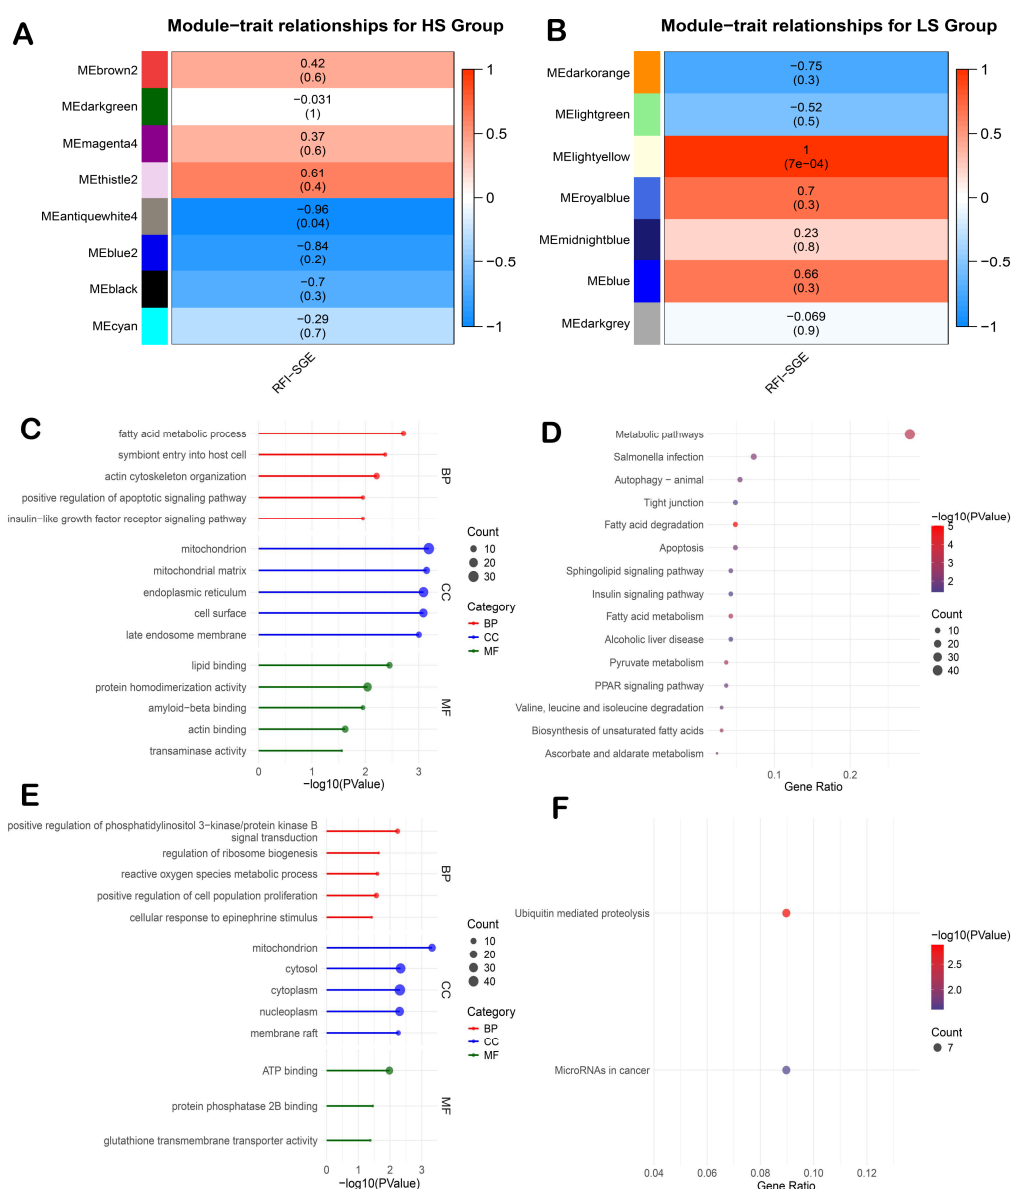 A
Module−trait relationships for HS Group
MEbrown2
0.42
(0.6)
MEdarkgreen
−0.031
(1)
MEmagenta4
0.37
(0.6)
MEthistle2
0.61
(0.4)
MEantiquewhite4
−0.96
(0.04)
MEblue2
−0.84
(0.2)
MEblack
−0.7
(0.3)
MEcyan
−0.29
(0.7)
1
0.5
0
−0.5
−1
RFI−SGE
B
Module−trait relationships for LS Group
MEdarkorange
−0.75
(0.3)
MElightgreen
−0.52
(0.5)
MElightyellow
1
(7e−04)
MEroyalblue
0.7
(0.3)
MEmidnightblue
0.23
(0.8)
MEblue
0.66
(0.3)
MEdarkgrey
−0.069
(0.9)
1
0.5
0
−0.5
−1
RFI−SGE
C
fatty acid metabolic process
symbiont entry into host cell
actin cytoskeleton organization
positive regulation of apoptotic signaling pathway
insulin−like growth factor receptor signaling pathway
BP
mitochondrion
mitochondrial matrix
endoplasmic reticulum
cell surface
late endosome membrane
CC
lipid binding
protein homodimerization activity
amyloid−beta binding
actin binding
transaminase activity
MF
0 1 2 3
−log10(PValue)
Count
10
20
30
Category
BP
CC
MF
D
Metabolic pathways
Salmonella infection
Autophagy − animal
Tight junction
Fatty acid degradation
Apoptosis
Sphingolipid signaling pathway
Insulin signaling pathway
Fatty acid metabolism
Alcoholic liver disease
Pyruvate metabolism
PPAR signaling pathway
Valine, leucine and isoleucine degradation
Biosynthesis of unsaturated fatty acids
Ascorbate and aldarate metabolism
0.1 0.2
Gene Ratio
−log10(PValue)
5
4
3
2
Count
10
20
30
40
E
positive regulation of phosphatidylinositol 3−kinase/protein kinase B
signal transduction
regulation of ribosome biogenesis
reactive oxygen species metabolic process
positive regulation of cell population proliferation
cellular response to epinephrine stimulus
BP
mitochondrion
cytosol
cytoplasm
nucleoplasm
membrane raft
CC
ATP binding
protein phosphatase 2B binding
glutathione transmembrane transporter activity
MF
0 1 2 3
−log10(PValue)
Count
10
20
30
40
Category
BP
CC
MF
F
Ubiquitin mediated proteolysis
MicroRNAs in cancer
0.04 0.06 0.08 0.10 0.12
Gene Ratio
−log10(PValue)
2.5
2.0
Count
7